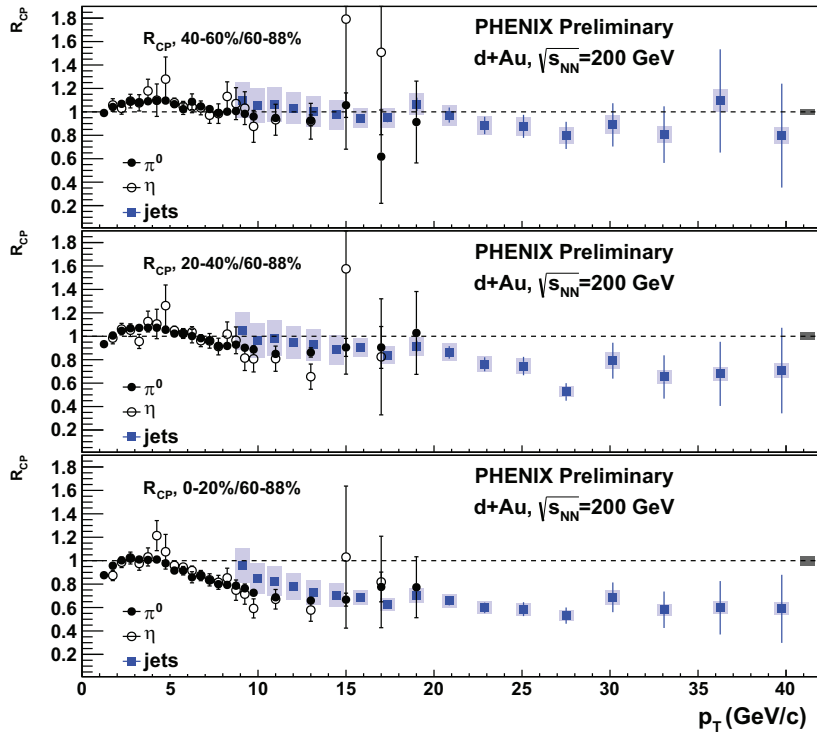 R_CP
1.8
1.6
1.4
1.2
1
0.8
0.6
0.4
0.2
R_CP, 40-60%/60-88%
PHENIX Preliminary
d+Au, √s_NN=200 GeV
π⁰
η
jets
R_CP
1.8
1.6
1.4
1.2
1
0.8
0.6
0.4
0.2
R_CP, 20-40%/60-88%
PHENIX Preliminary
d+Au, √s_NN=200 GeV
π⁰
η
jets
R_CP
1.8
1.6
1.4
1.2
1
0.8
0.6
0.4
0.2
R_CP, 0-20%/60-88%
PHENIX Preliminary
d+Au, √s_NN=200 GeV
π⁰
η
jets
0 5 10 15 20 25 30 35 40
p_T (GeV/c)